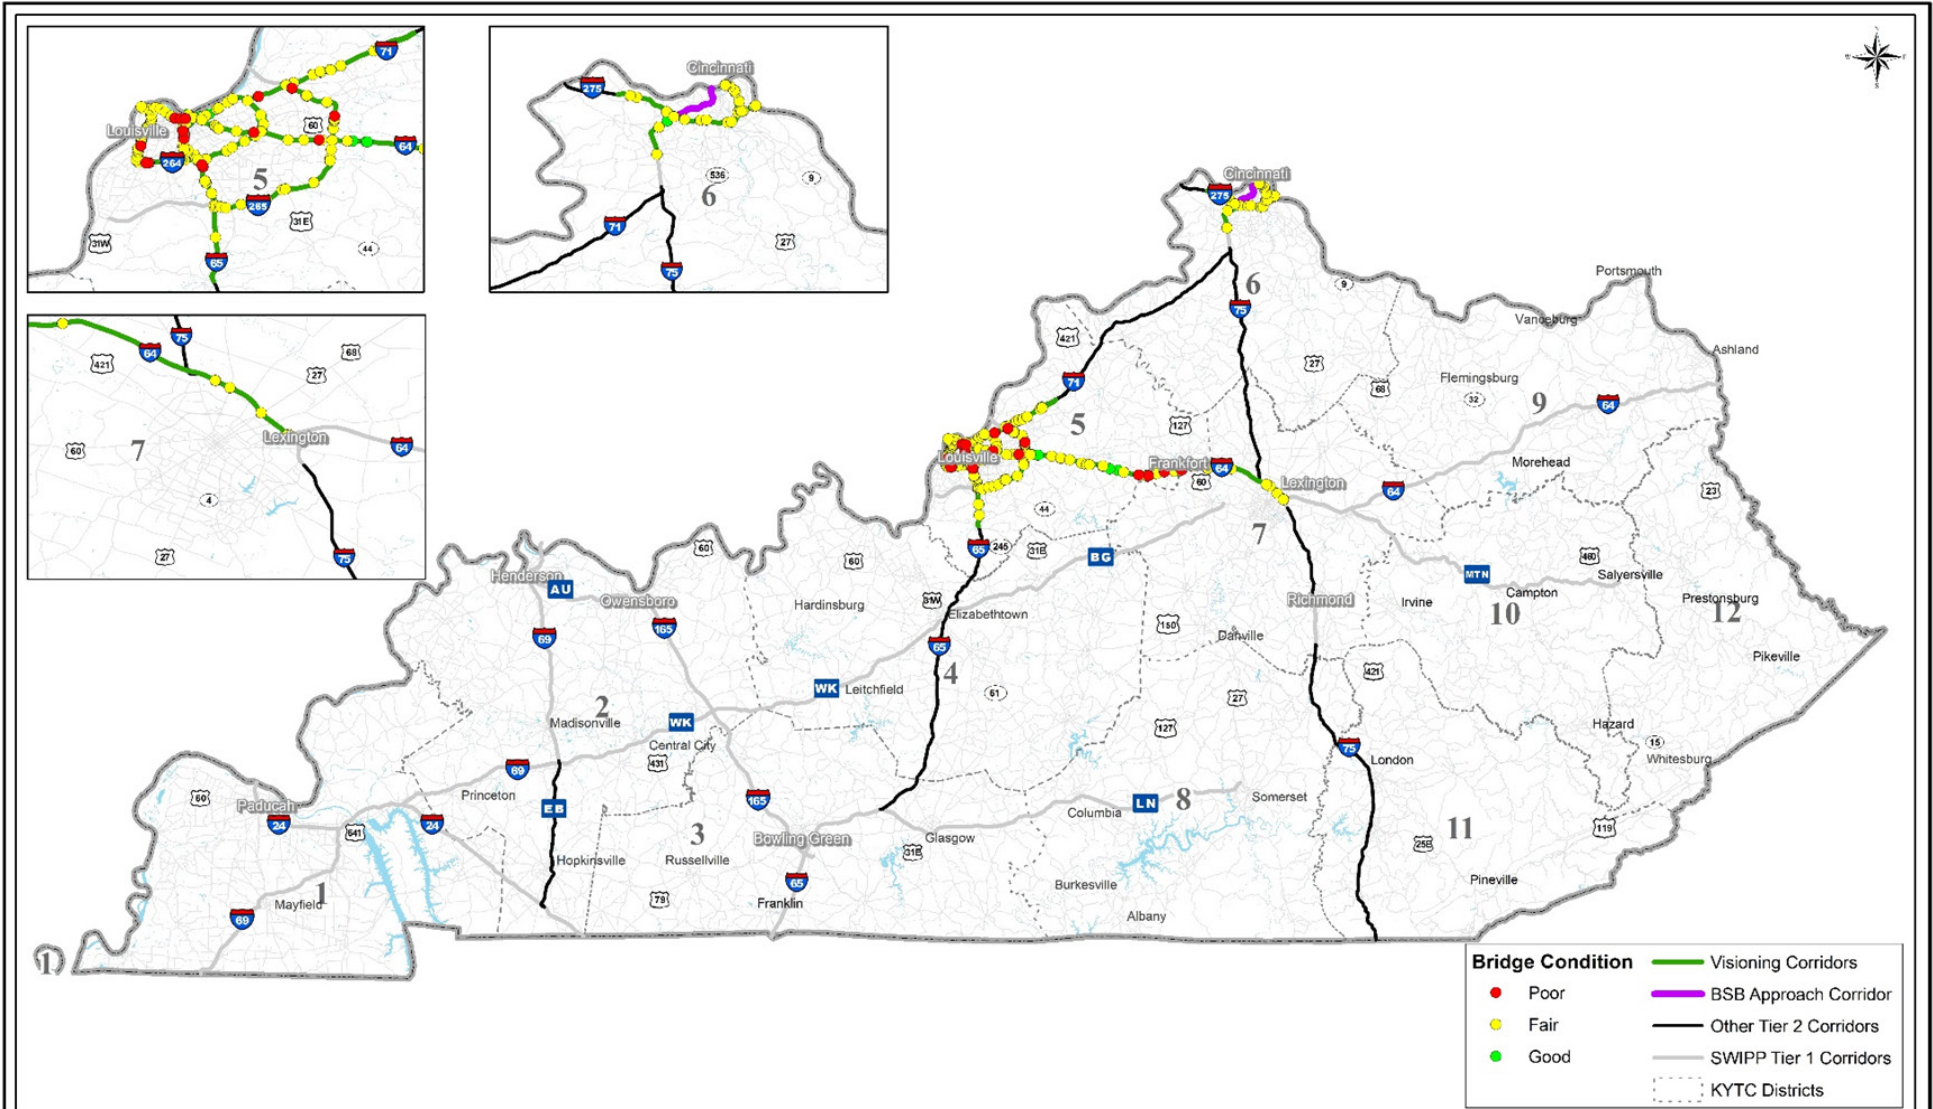 71
Louisville
60
64
264
5
265
31E
31W
44
65
Cincinnati
275
536
9
6
71
27
75
75
64
421
68
27
7
60
Lexington
64
4
27
75
Cincinnati
275
6
9
Portsmouth
75
Vanceburg
421
Ashland
27
71
Flemingsburg
68
32
9
64
5
127
Louisville
Frankfort
64
60
Lexington
Morehead
64
23
44
7
65
245
31E
BG
60
60
460
Henderson
AU
MTN
Salyersville
Campton
Owensboro
Hardinsburg
31W
Elizabethtown
Richmond
Irvine
10
Prestonsburg
12
69
165
150
Danville
65
4
Pikeville
421
WK
Leitchfield
61
27
2
Madisonville
WK
127
Hazard
Central City
75
15
London
Whitesburg
431
69
Princeton
60
Paducah
24
EB
165
LN
8
Somerset
Columbia
641
24
3
Bowling Green
Glasgow
11
119
31E
25E
Hopkinsville
Russellville
65
Burkesville
Pineville
1
Mayfield
79
Franklin
69
Albany
1
Bridge Condition
Poor
Fair
Good
Visioning Corridors
BSB Approach Corridor
Other Tier 2 Corridors
SWIPP Tier 1 Corridors
KYTC Districts